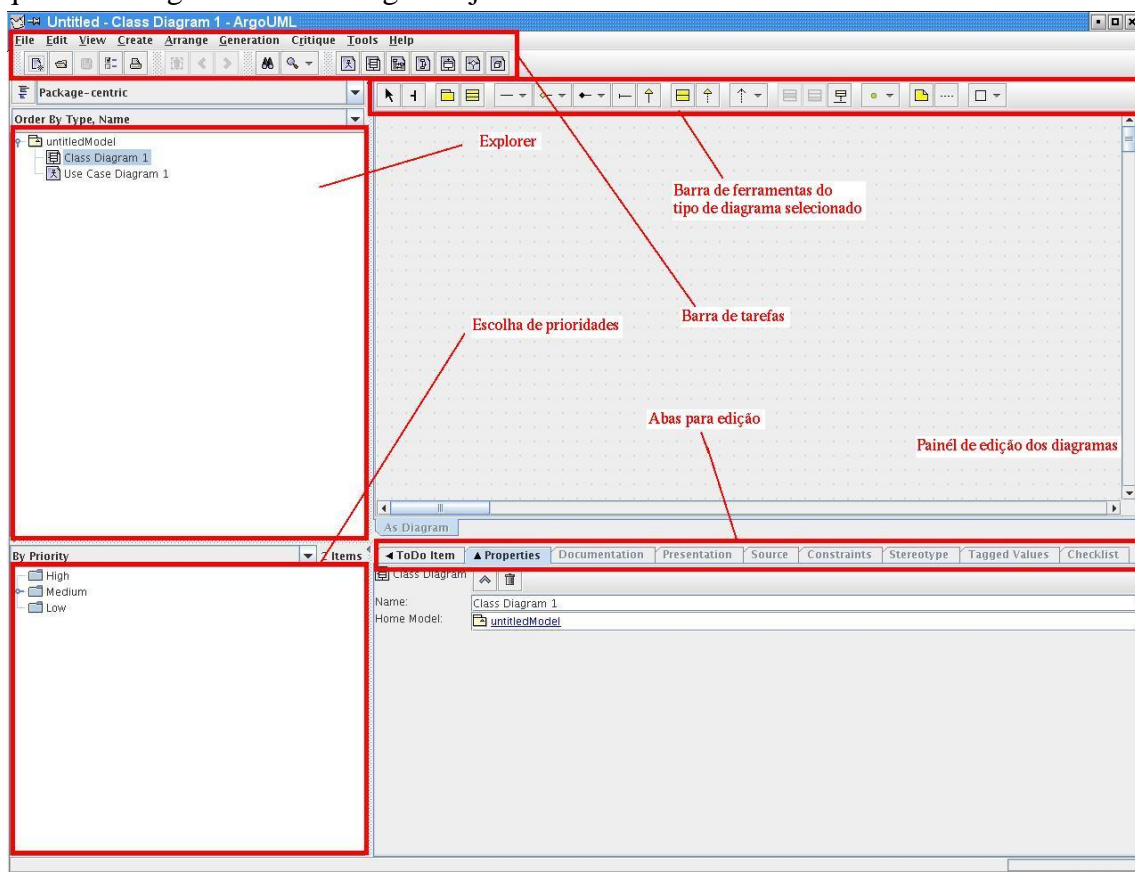 Untitled - Class Diagram 1 - ArgoUML
File Edit View Create Arrange Generation Critique Tools Help
Package-centric
Order By Type, Name
untitledModel
Class Diagram 1
Use Case Diagram 1
Explorer
Barra de ferramentas do
tipo de diagrama selecionado
Barra de tarefas
Escolha de prioridades
Abas para edição
Painél de edição dos diagramas
As Diagram
By Priority
2 Items
High
Medium
Low
ToDo Item Properties Documentation Presentation Source Constraints Stereotype Tagged Values Checklist
Class Diagram
Name: Class Diagram 1
Home Model: untitledModel